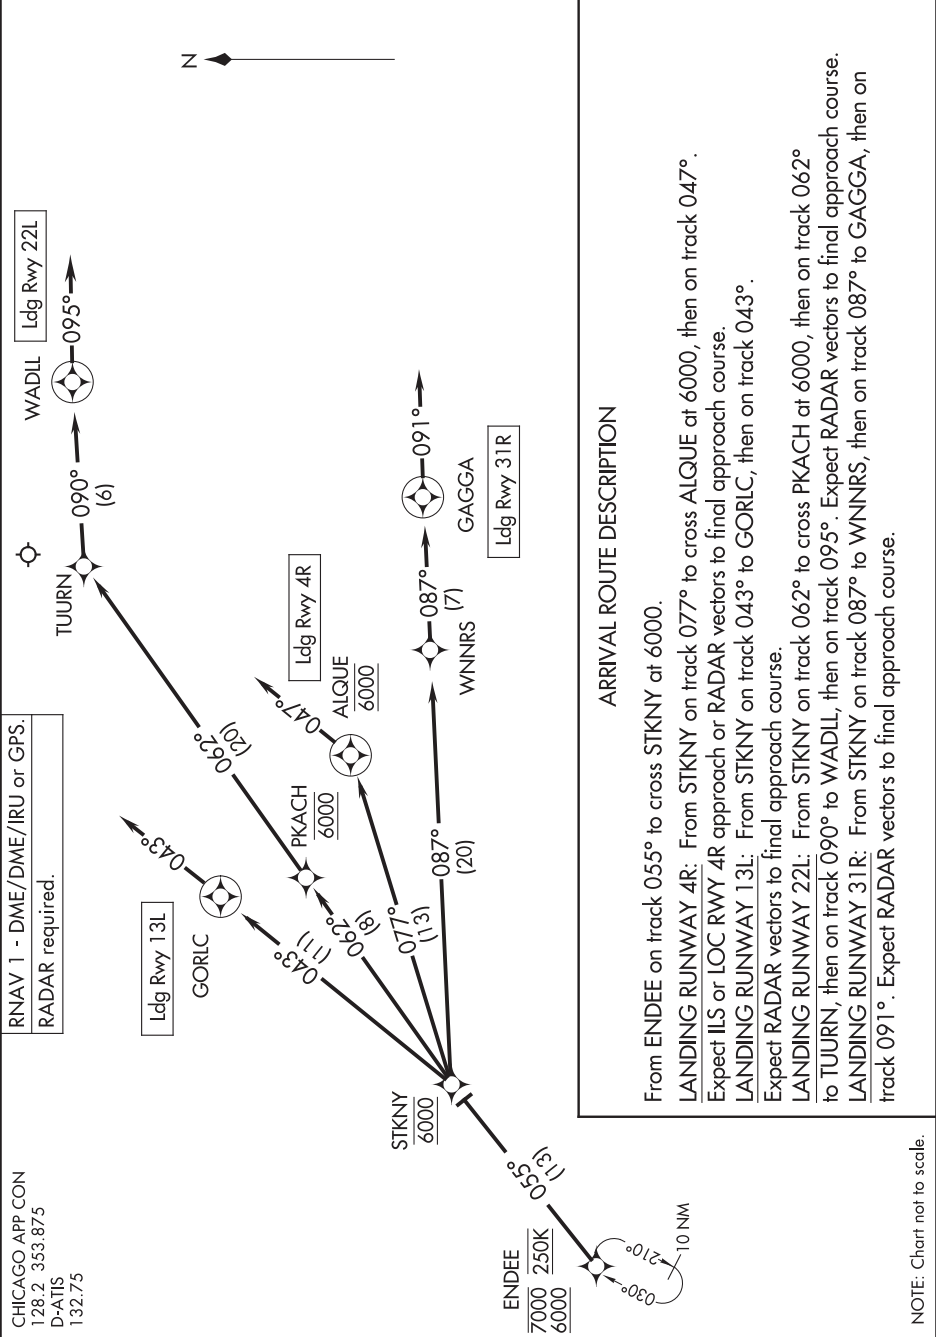 CHICAGO APP CON
128.2 353.875
D-ATIS
132.75
RNAV 1 - DME/DME/IRU or GPS.
RADAR required.
N
WADLL
Ldg Rwy 22L
095°
090°
(6)
TUURN
062°
(20)
PKACH
6000
062°
(8)
Ldg Rwy 13L
GORLC
043°
043°
(11)
Ldg Rwy 4R
ALQUE
6000
047°
077°
(13)
GAGGA
Ldg Rwy 31R
091°
087°
(7)
WNNRS
087°
(20)
STKNY
6000
055°
(13)
ENDEE
7000 250K
6000
210°
030°
10 NM
ARRIVAL ROUTE DESCRIPTION
From ENDEE on track 055° to cross STKNY at 6000.
LANDING RUNWAY 4R: From STKNY on track 077° to cross ALQUE at 6000, then on track 047°.
Expect ILS or LOC RWY 4R approach or RADAR vectors to final approach course.
LANDING RUNWAY 13L: From STKNY on track 043° to GORLC, then on track 043°.
Expect RADAR vectors to final approach course.
LANDING RUNWAY 22L: From STKNY on track 062° to cross PKACH at 6000, then on track 062°
to TUURN, then on track 090° to WADLL, then on track 095°. Expect RADAR vectors to final approach course.
LANDING RUNWAY 31R: From STKNY on track 087° to WNNRS, then on track 087° to GAGGA, then on
track 091°. Expect RADAR vectors to final approach course.
NOTE: Chart not to scale.